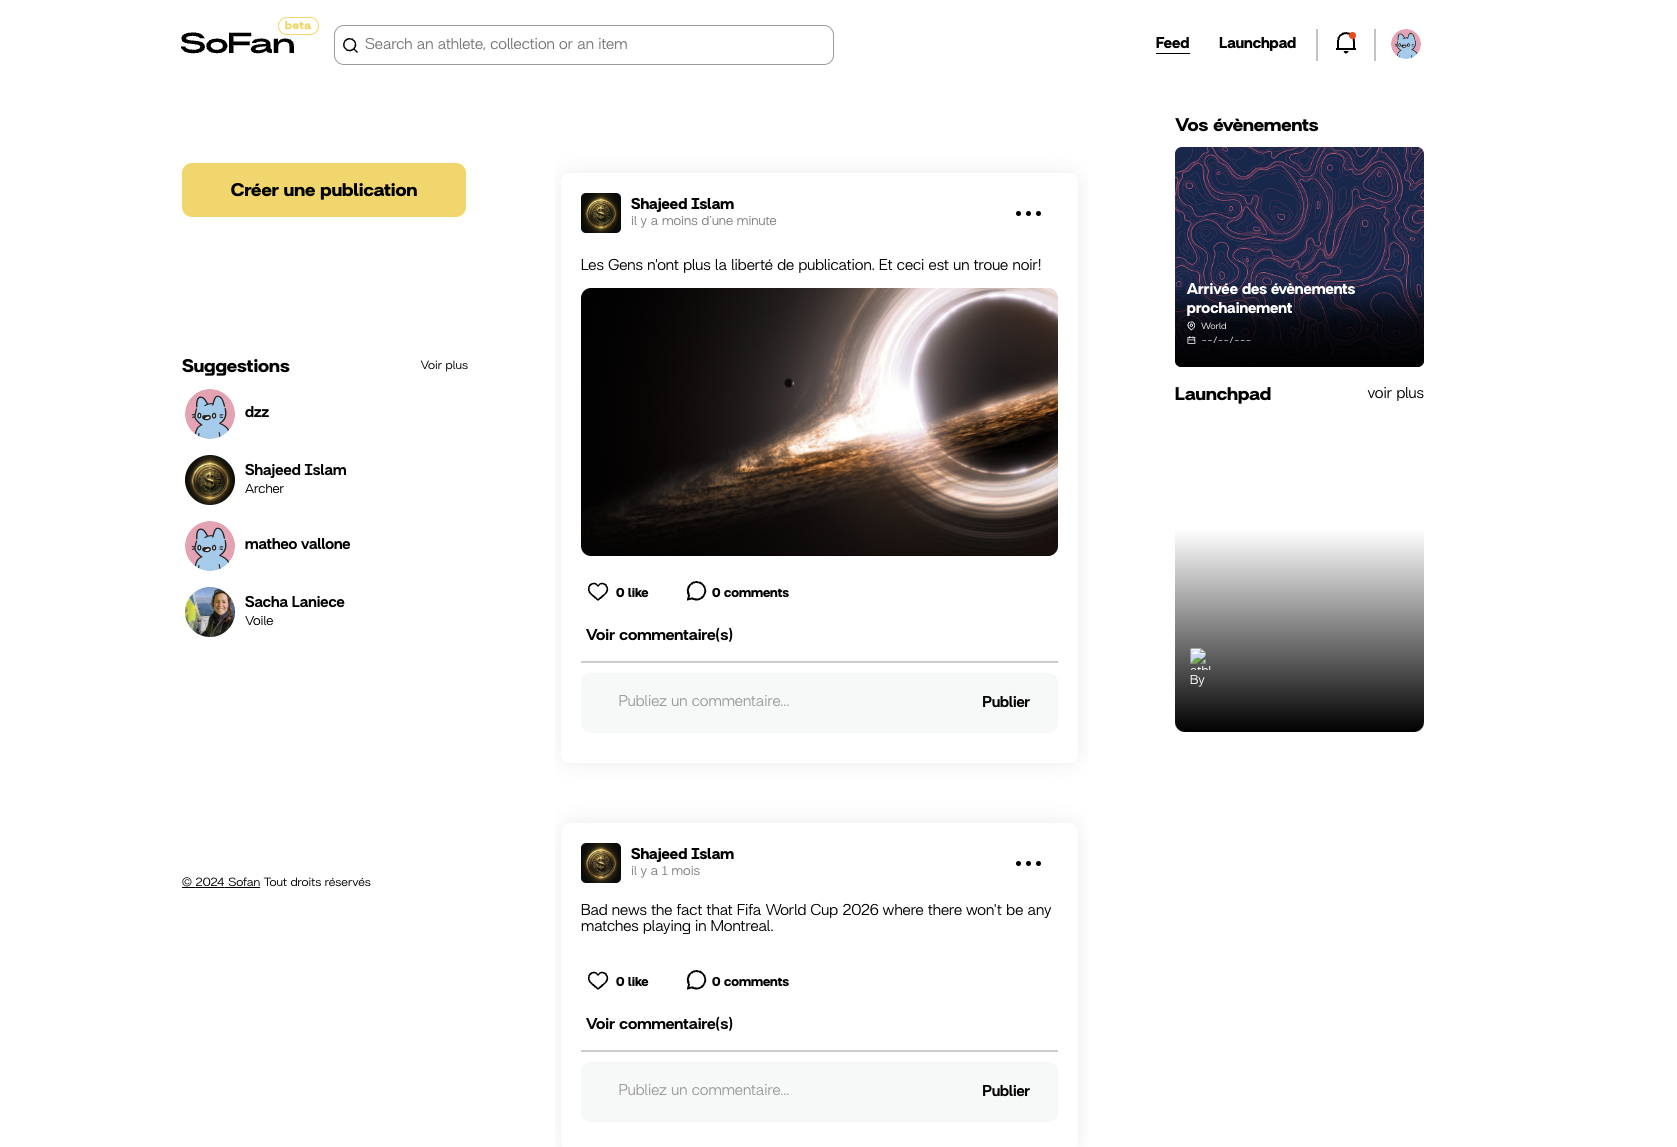 SoFan
beta
Search an athlete, collection or an item
Feed
Launchpad
Vos évènements
Créer une publication
Shajeed Islam
il y a moins d'une minute
Les Gens n'ont plus la liberté de publication. Et ceci est un troue noir!
Arrivée des évènements
prochainement
World
--/--/---
Suggestions
Voir plus
dzz
Shajeed Islam
Archer
matheo vallone
Sacha Laniece
Voile
Launchpad
voir plus
By
0 like
0 comments
Voir commentaire(s)
Publiez un commentaire...
Publier
Shajeed Islam
il y a 1 mois
Bad news the fact that Fifa World Cup 2026 where there won't be any
matches playing in Montreal.
0 like
0 comments
Voir commentaire(s)
Publiez un commentaire...
Publier
© 2024 Sofan Tout droits réservés